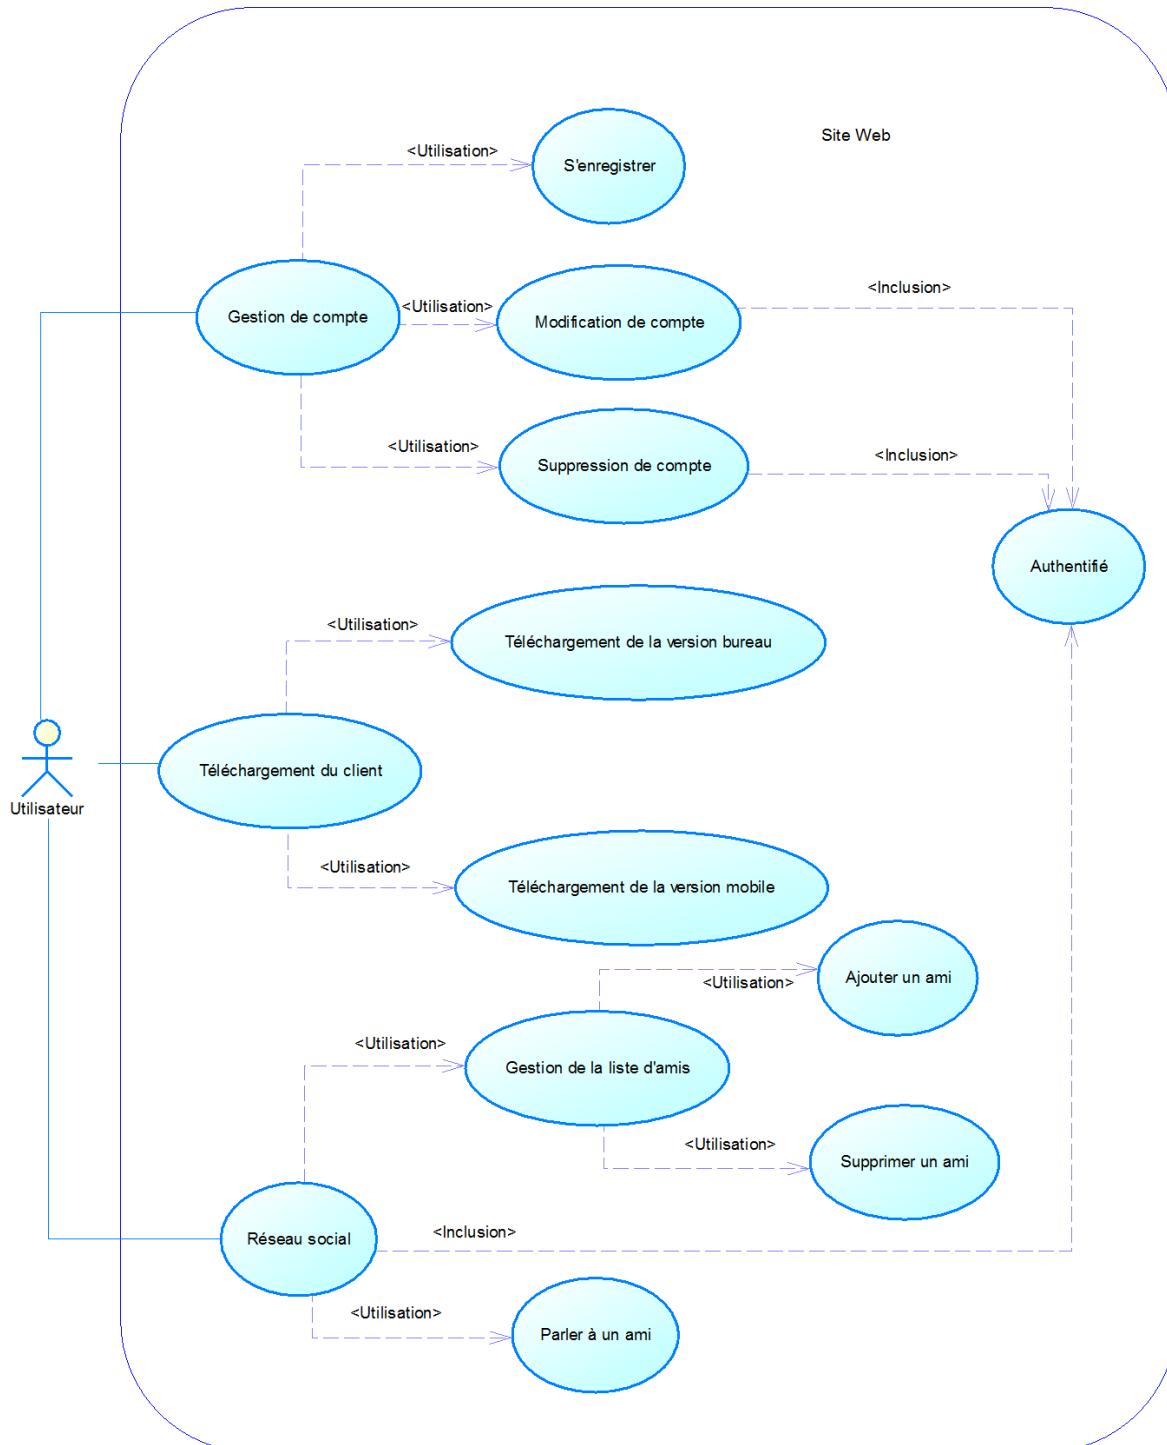 Site Web
<Utilisation>
S'enregistrer
<Inclusion>
<Utilisation>
Gestion de compte
Modification de compte
<Utilisation>
<Inclusion>
Suppression de compte
Authentifié
<Utilisation>
Téléchargement de la version bureau
Téléchargement du client
Utilisateur
<Utilisation>
Téléchargement de la version mobile
Ajouter un ami
<Utilisation>
<Utilisation>
Gestion de la liste d'amis
<Utilisation>
Supprimer un ami
<Inclusion>
Réseau social
<Utilisation>
Parler à un ami